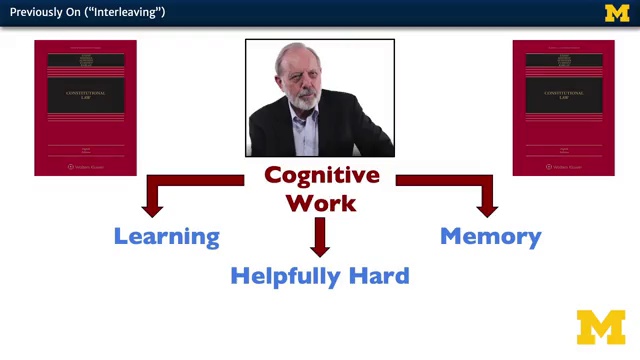 Previously On (“Interleaving”)
M
CONSTITUTIONAL
LAW
CONSTITUTIONAL
LAW
Wolters Kluwer
Wolters Kluwer
Cognitive
Work
Learning
Memory
Helpfully Hard
M